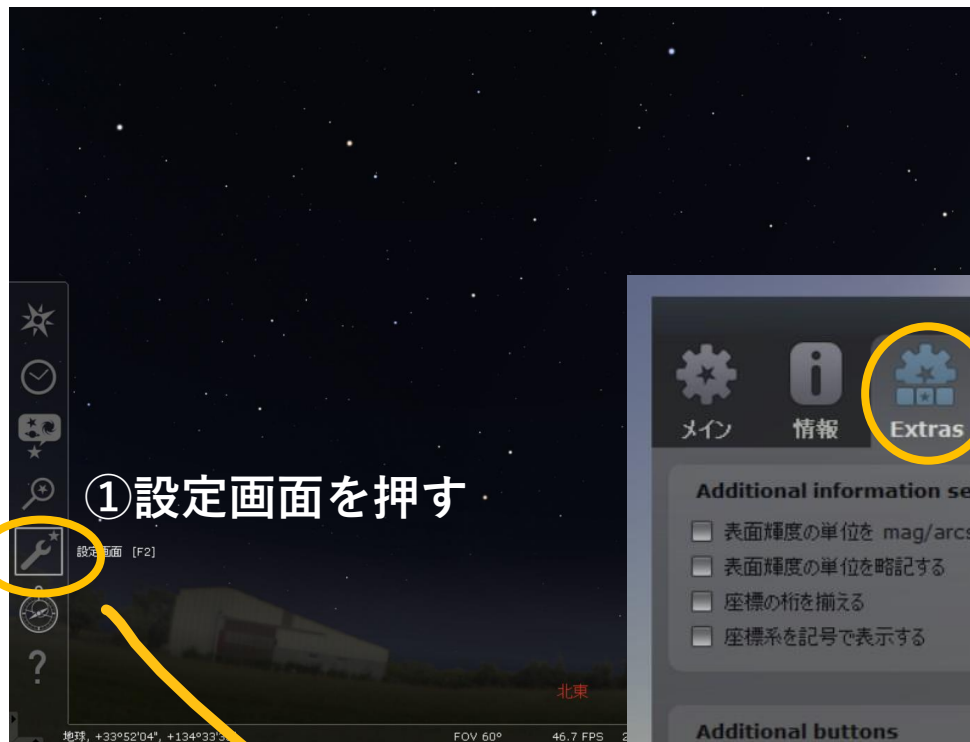 ①設定画面を押す
設定画面 [F2]
北東
地球, +33°52'04", +134°33'3
FOV 60°
46.7 FPS
2
メイン
情報
Extras
Additional information se
表面輝度の単位を mag/arcs
表面輝度の単位を略記する
座標の桁を揃える
座標系を記号で表示する
Additional buttons